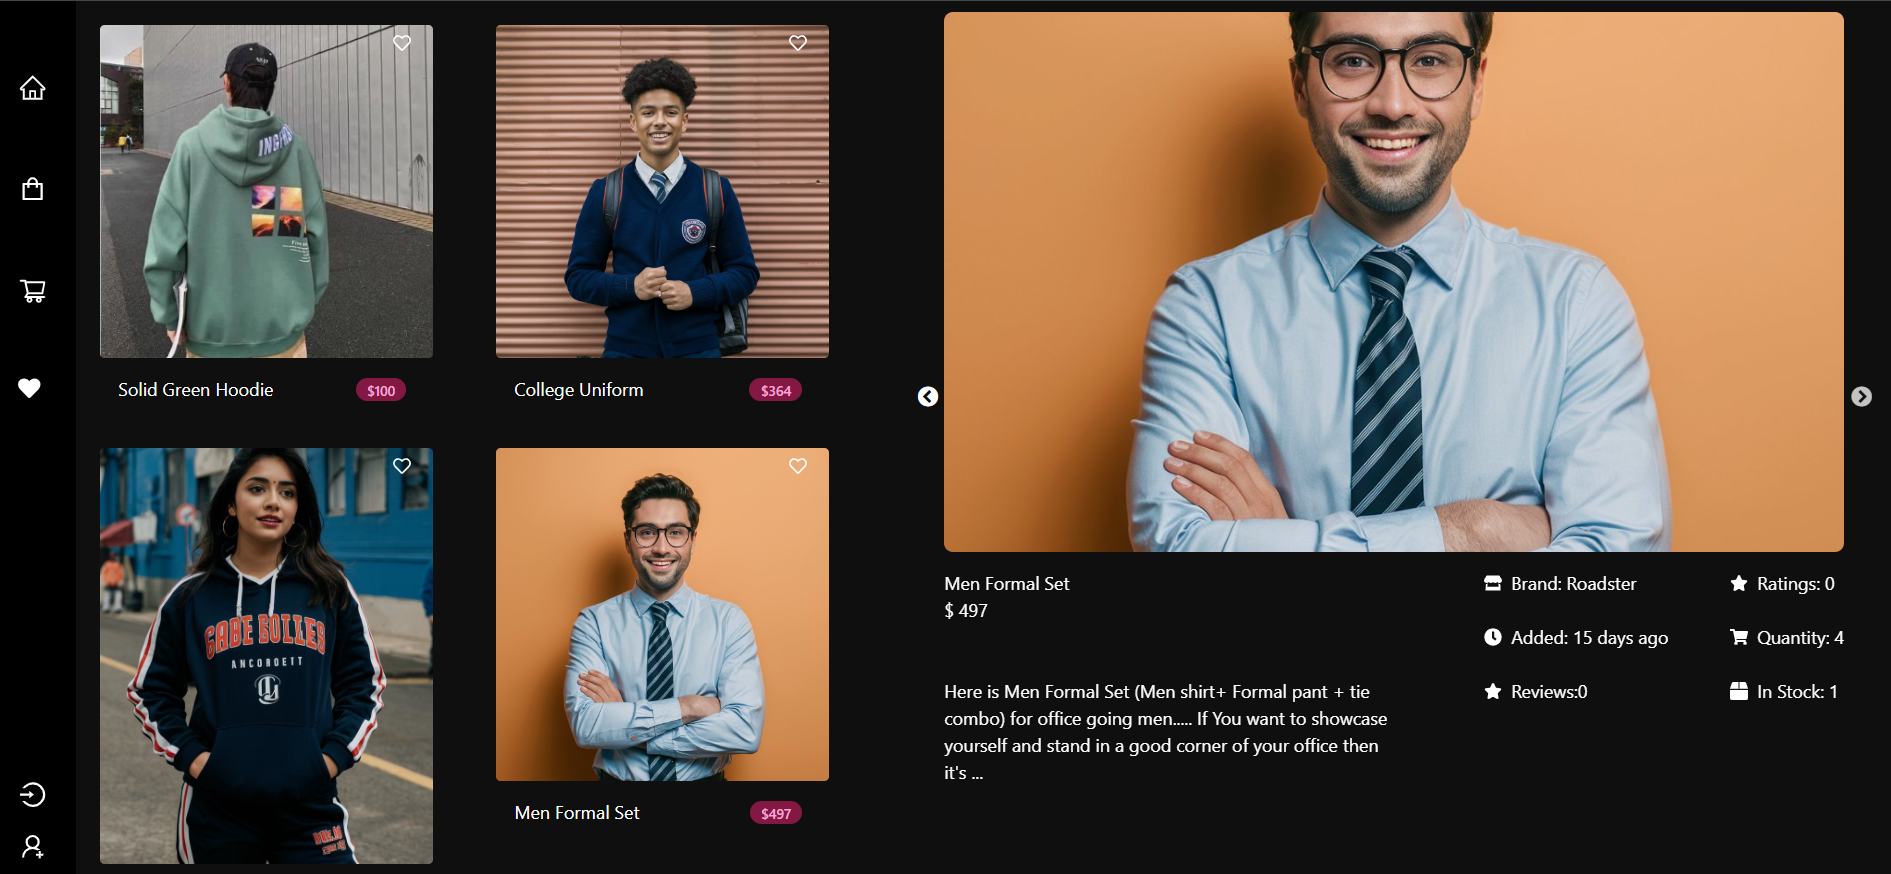 Solid Green Hoodie
$100
College Uniform
$364
GABE BOLLES
ANCOROETT
Men Formal Set
$497
Men Formal Set
$ 497
Here is Men Formal Set (Men shirt+ Formal pant + tie
combo) for office going men..... If You want to showcase
yourself and stand in a good corner of your office then
it's ...
Brand: Roadster
Ratings: 0
Added: 15 days ago
Quantity: 4
Reviews:0
In Stock: 1